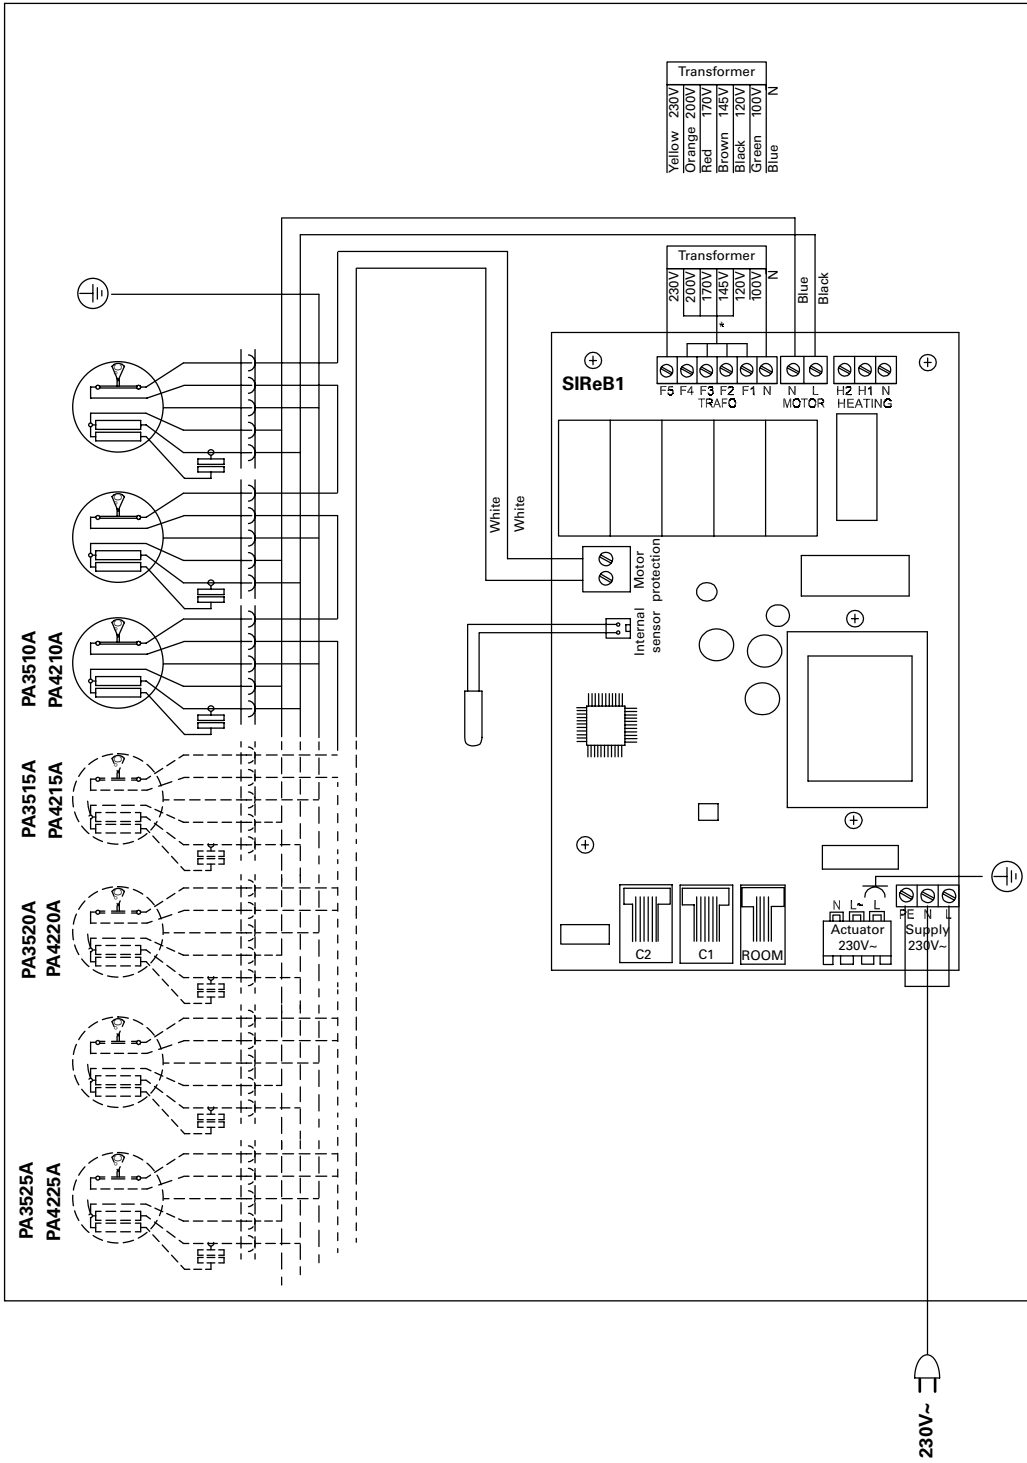 Transformer
Yellow 230V
Orange 200V
Red 170V
Brown 145V
Black 120V
Green 100V
Blue N
Transformer
230V
200V
170V
145V
120V
100V
N
*
Blue
Black
SIReB1
F5 F4 F3 F2 F1 N
TRAFO
N L
MOTOR
H2 H1 N
HEATING
White
White
Motor
protection
Internal
sensor
PA3510A
PA4210A
PA3515A
PA4215A
PA3520A
PA4220A
PA3525A
PA4225A
C2
C1
ROOM
N L~ L
Actuator
230V~
PE N L
Supply
230V~
230V~